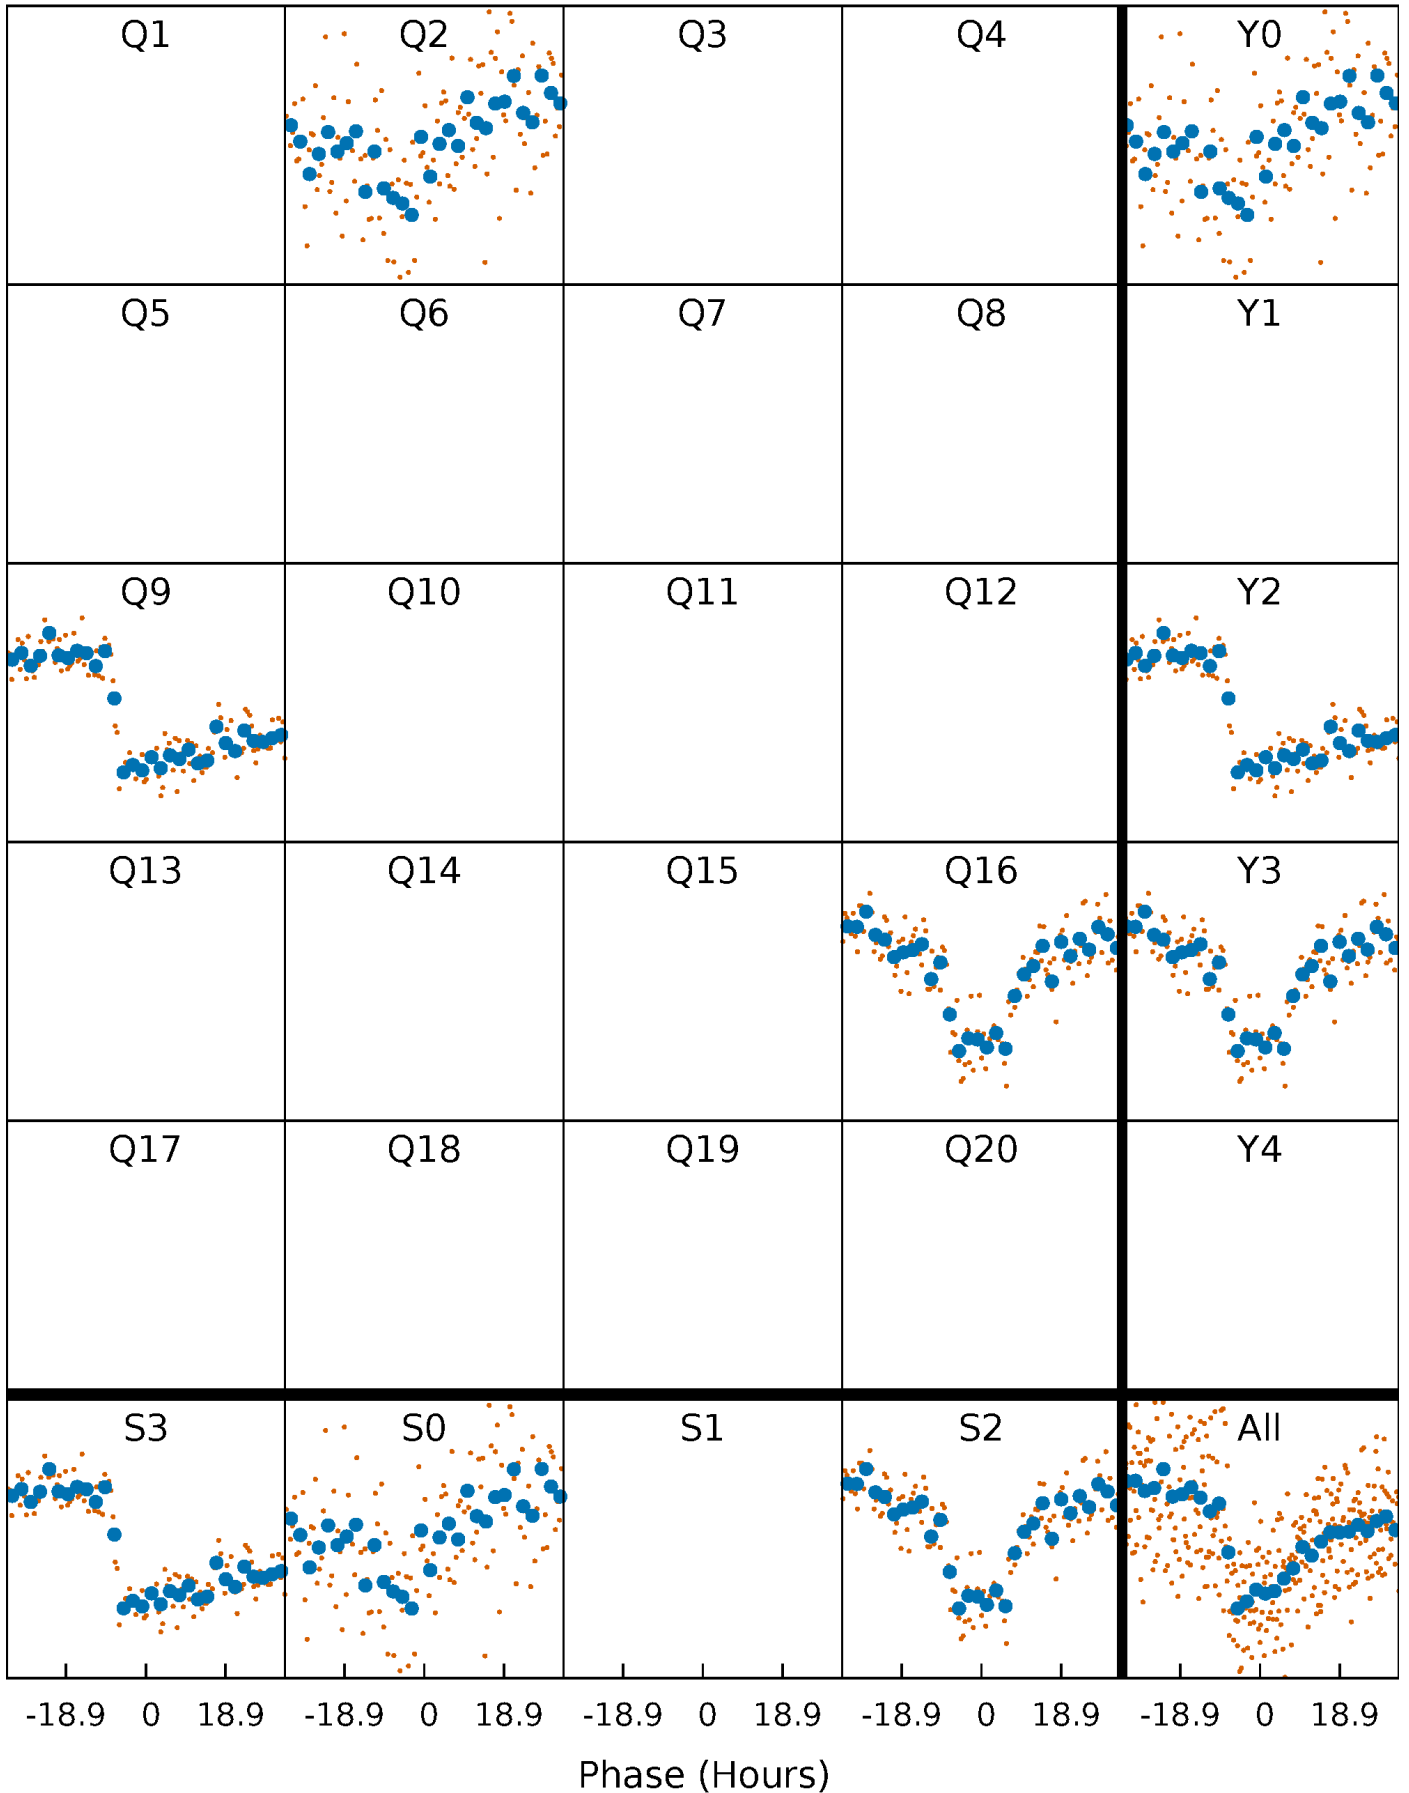 Q1 Q2 Q3 Q4 Y0
Q5 Q6 Q7 Q8 Y1
Q9 Q10 Q11 Q12 Y2
Q13 Q14 Q15 Q16 Y3
Q17 Q18 Q19 Q20 Y4
S3 S0 S1 S2 All
-18.9 0 18.9 -18.9 0 18.9 -18.9 0 18.9 -18.9 0 18.9 -18.9 0 18.9
Phase (Hours)